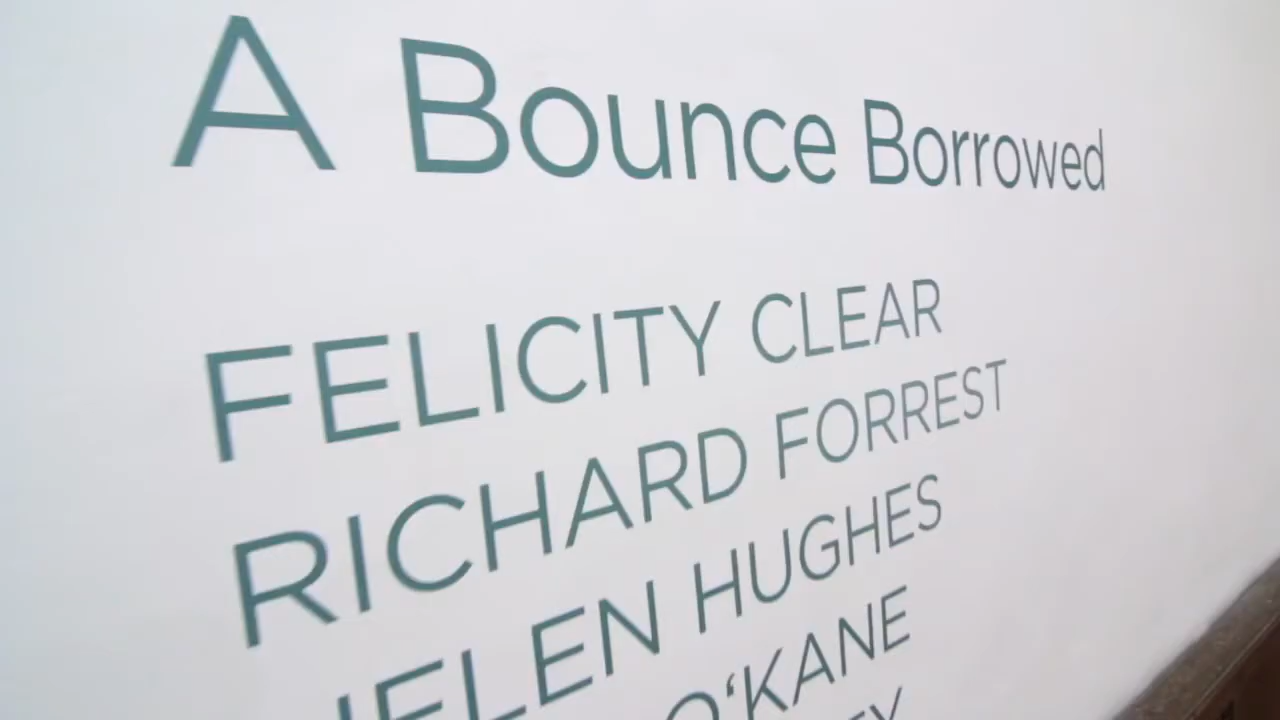 A Bounce Borrowed
FELICITY CLEAR
RICHARD FORREST
HELEN HUGHES
O‘KANE